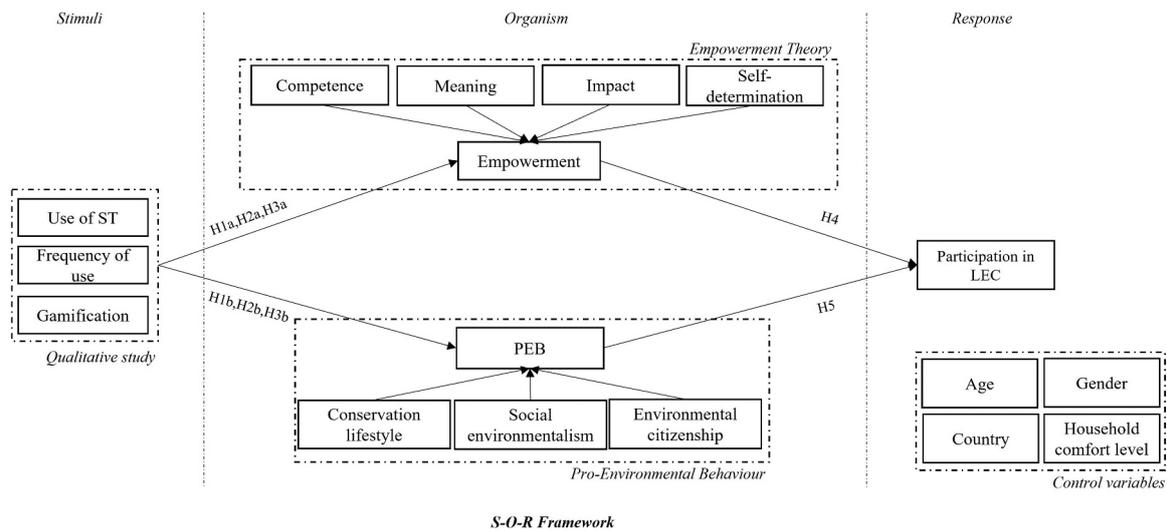 Stimuli
Organism
Response
Empowerment Theory
Competence
Meaning
Impact
Self-
determination
Empowerment
Use of ST
Frequency of
use
Gamification
Qualitative study
H1a,H2a,H3a
H1b,H2b,H3b
H4
H5
Participation in
LEC
PEB
Conservation
lifestyle
Social
environmentalism
Environmental
citizenship
Pro-Environmental Behaviour
Age
Gender
Country
Household
comfort level
Control variables
S-O-R Framework